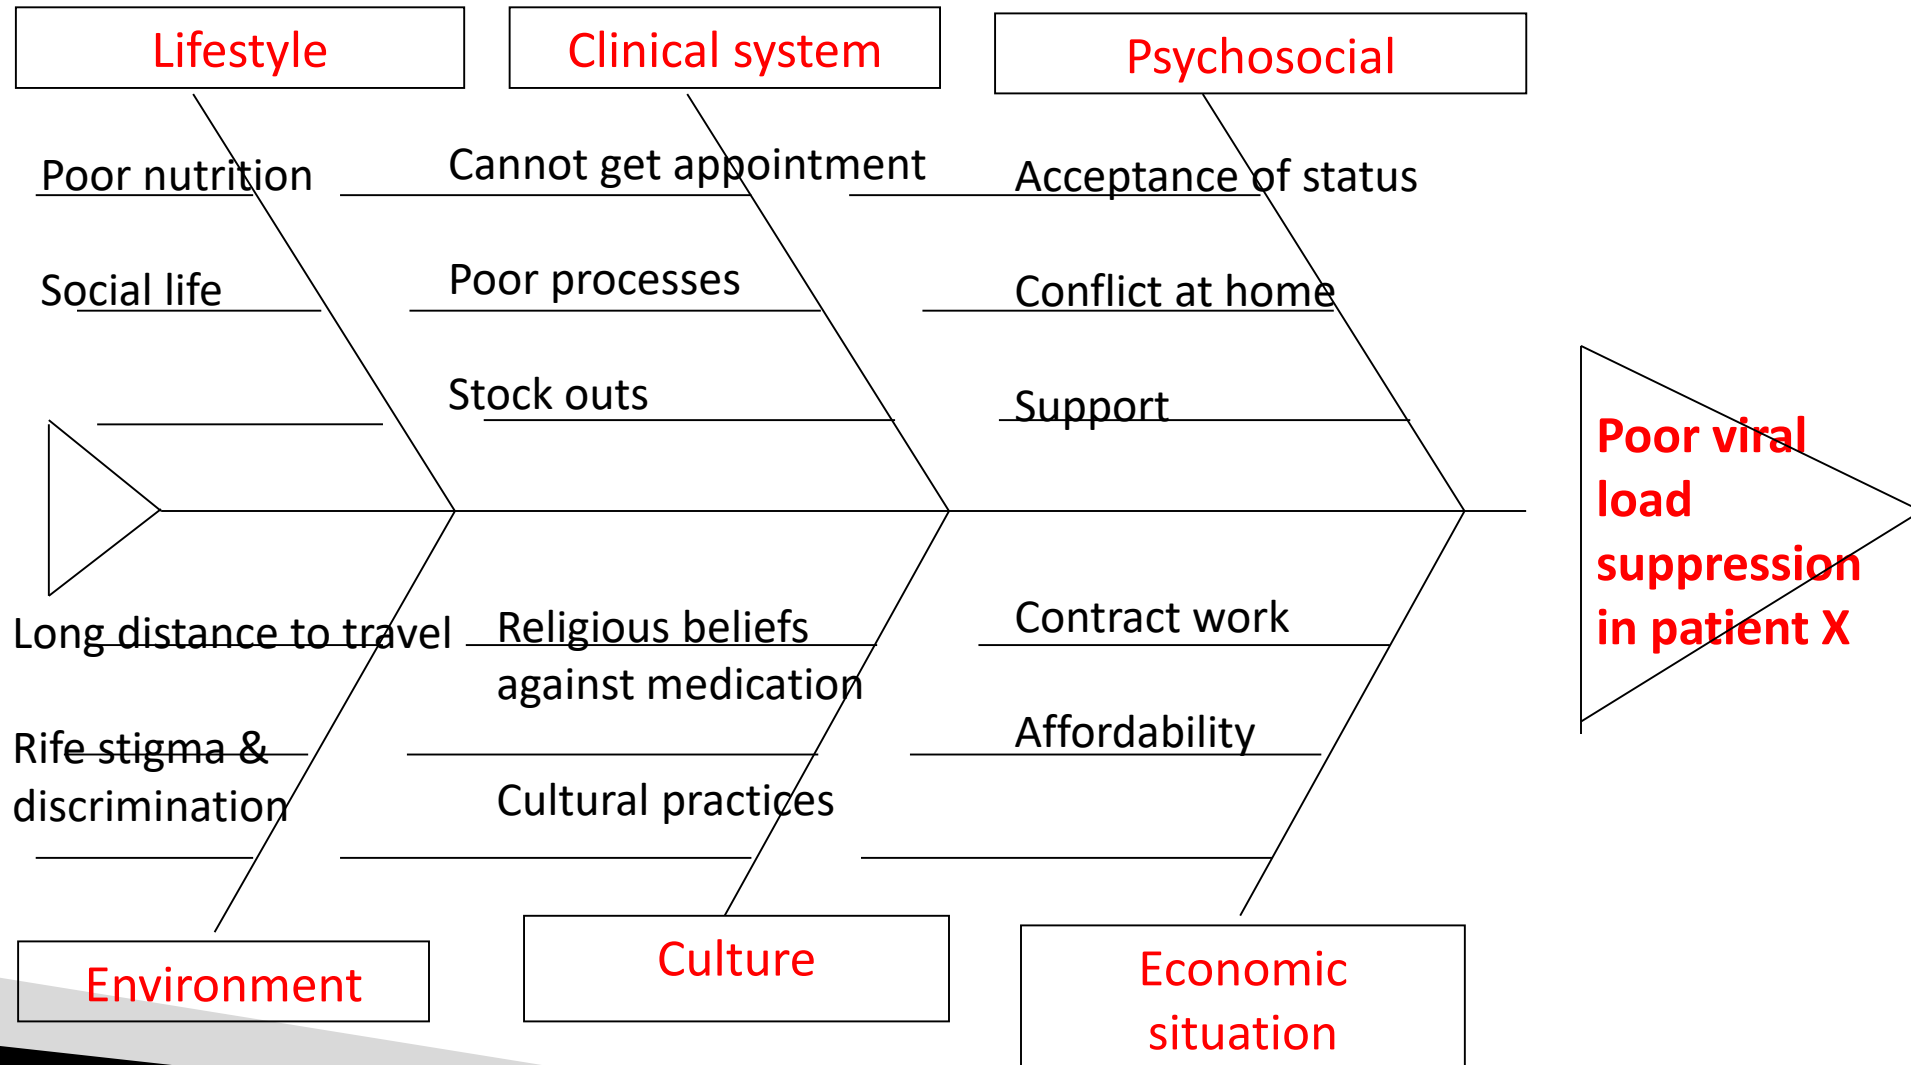 Lifestyle
Clinical system
Psychosocial
Poor nutrition
Cannot get appointment
Acceptance of status
Social life
Poor processes
Conflict at home
Stock outs
Support
Poor viral
load
suppression
in patient X
Long distance to travel
Religious beliefs
against medication
Contract work
Rife stigma &
discrimination
Cultural practices
Affordability
Environment
Culture
Economic
situation